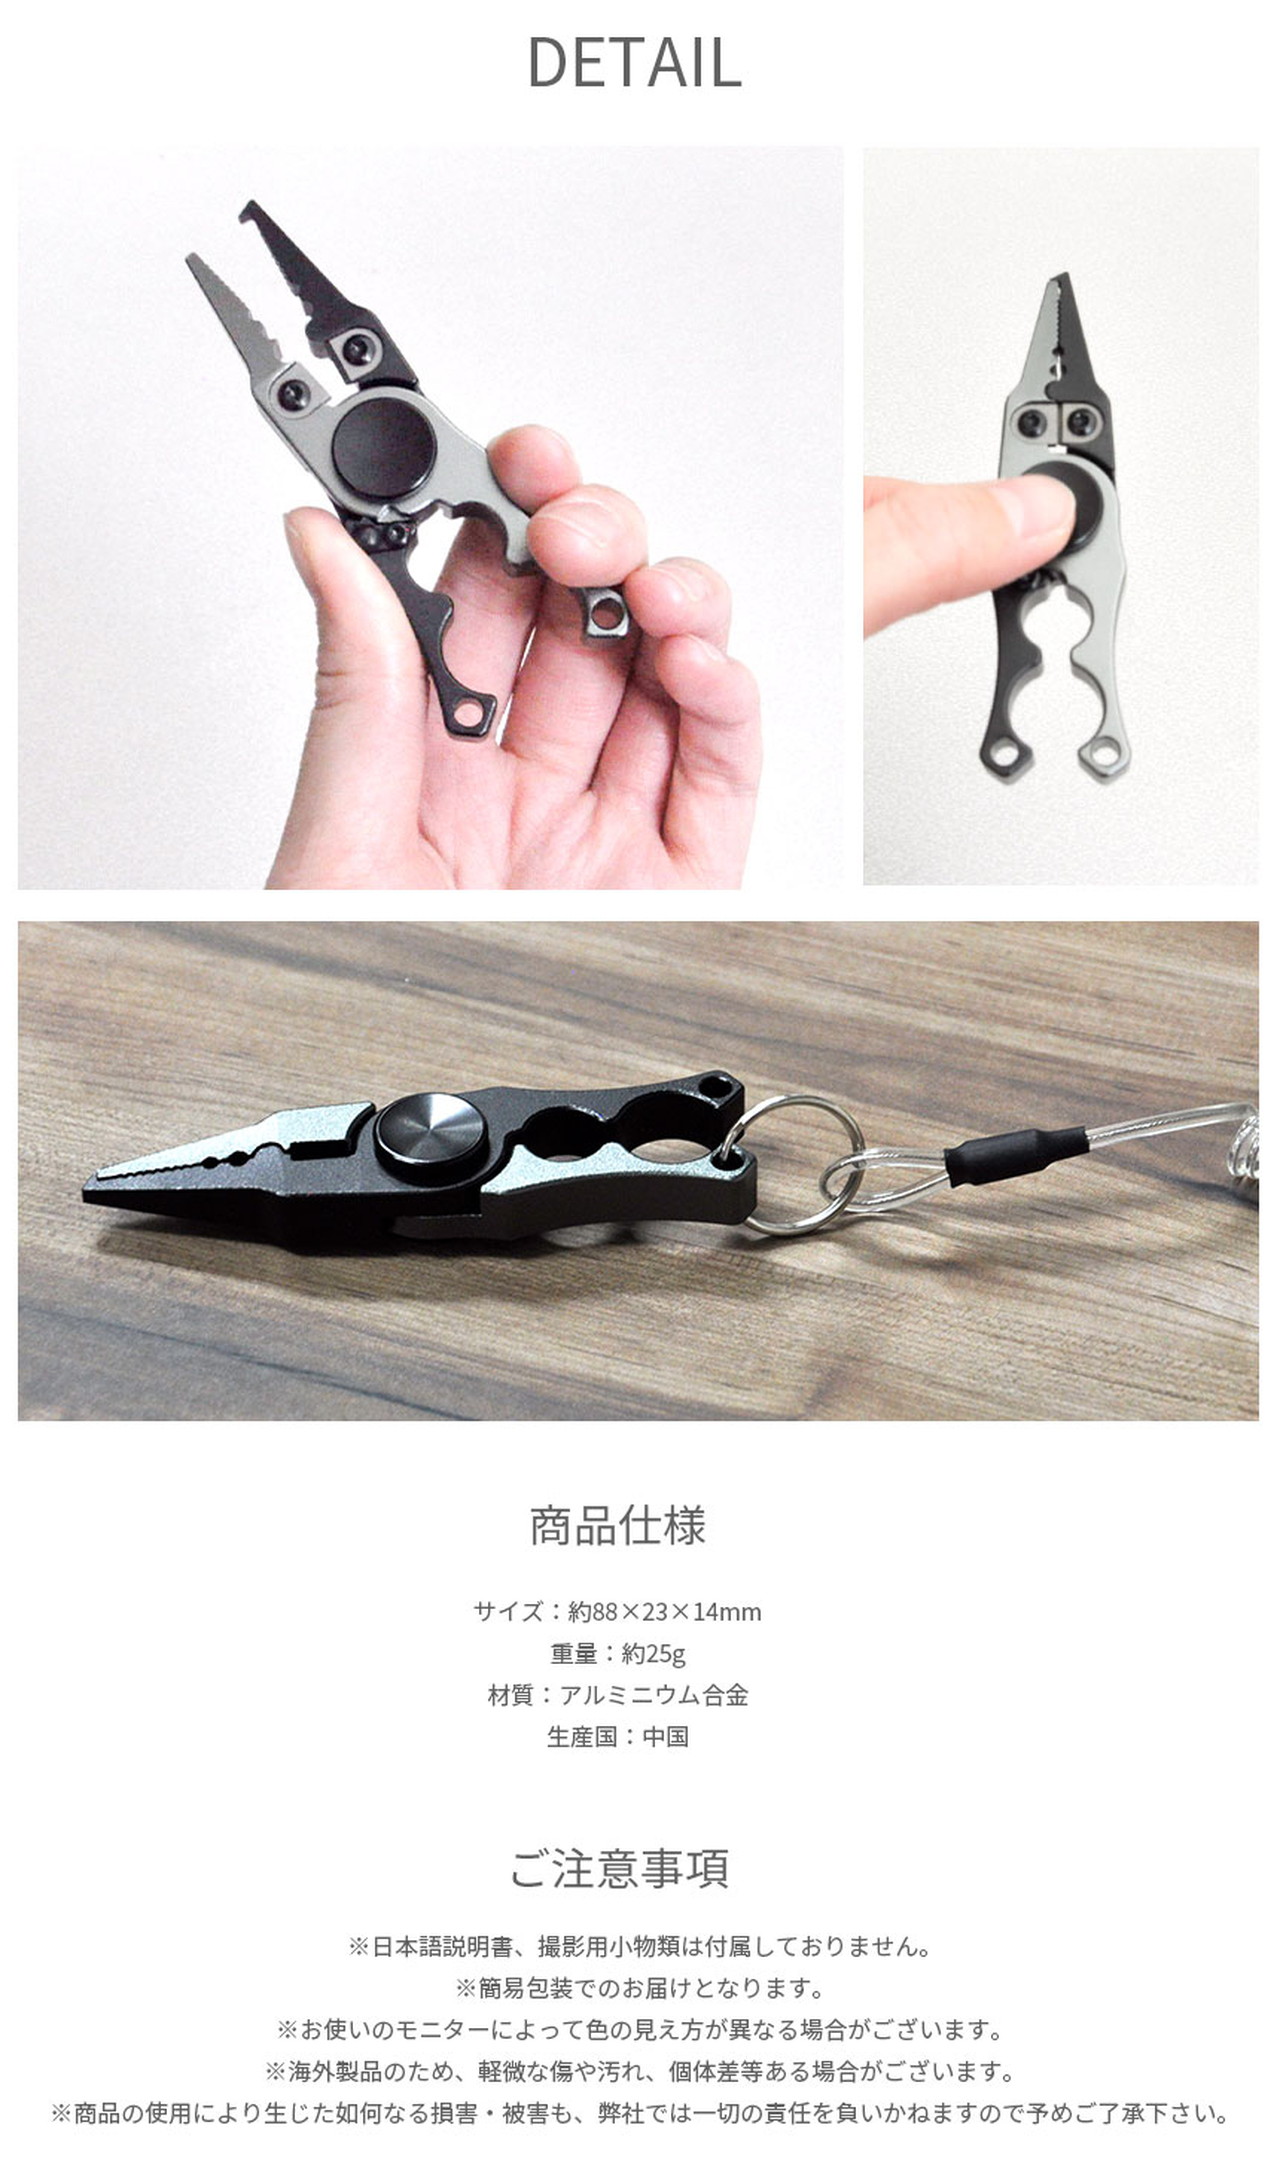 DETAIL
商品仕様
サイズ：約88×23×14mm
重量：約25g
材質：アルミニウム合金
生産国：中国
ご注意事項
※日本語説明書、撮影用小物類は付属しておりません。
※簡易包装でのお届けとなります。
※お使いのモニターによって色の見え方が異なる場合がございます。
※海外製品のため、軽微な傷や汚れ、個体差等ある場合がございます。
※商品の使用により生じた如何なる損害・被害も、弊社では一切の責任を負いかねますので予めご了承下さい。